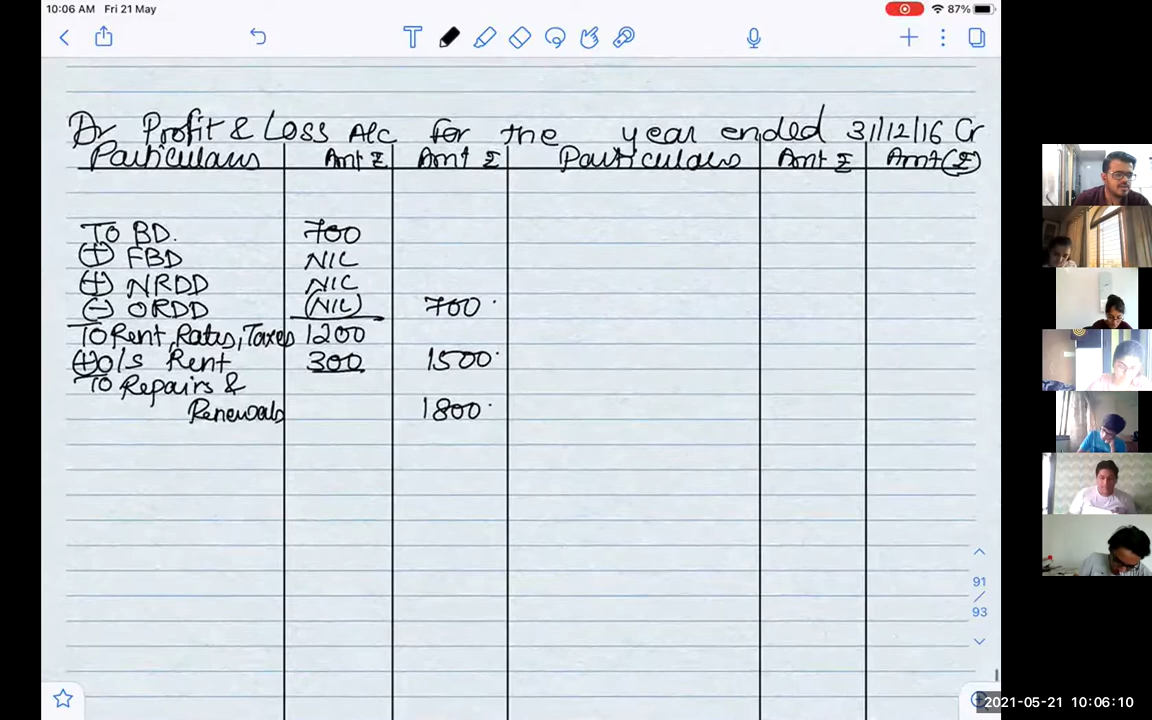 10:06 AM Fri 21 May 87%
Dr Profit & Loss A/c for the year ended 31/12/16 Cr
Particulars Amt ₹ Amt ₹ Particulars Amt ₹ Amt (₹)
To BD. 700
(+) FBD NIL
(+) NRDD NIL
(-) ORDD (NIL) 700
To Rent, Rates, Taxes 1200
(+) O/s Rent 300 1500
To Repairs &
Renewals 1800
91
/
93
2021-05-21 10:06:10